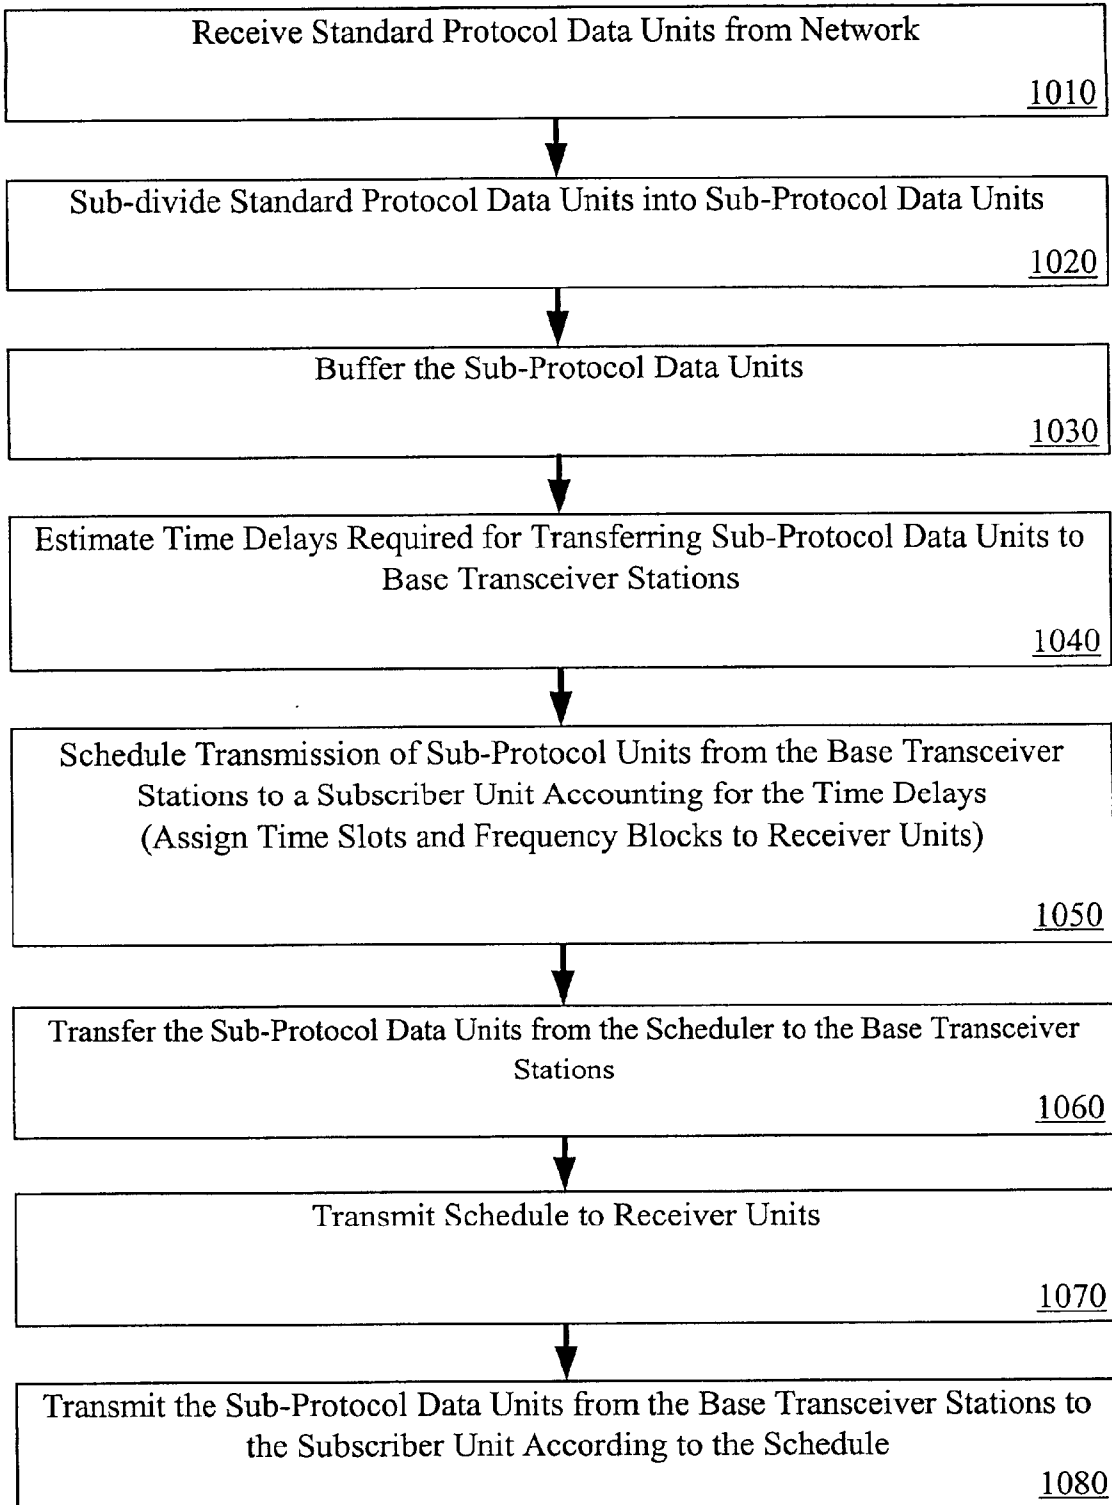 Receive Standard Protocol Data Units from Network
1010
Sub-divide Standard Protocol Data Units into Sub-Protocol Data Units
1020
Buffer the Sub-Protocol Data Units
1030
Estimate Time Delays Required for Transferring Sub-Protocol Data Units to
Base Transceiver Stations
1040
Schedule Transmission of Sub-Protocol Units from the Base Transceiver
Stations to a Subscriber Unit Accounting for the Time Delays
(Assign Time Slots and Frequency Blocks to Receiver Units)
1050
Transfer the Sub-Protocol Data Units from the Scheduler to the Base Transceiver
Stations
1060
Transmit Schedule to Receiver Units
1070
Transmit the Sub-Protocol Data Units from the Base Transceiver Stations to
the Subscriber Unit According to the Schedule
1080